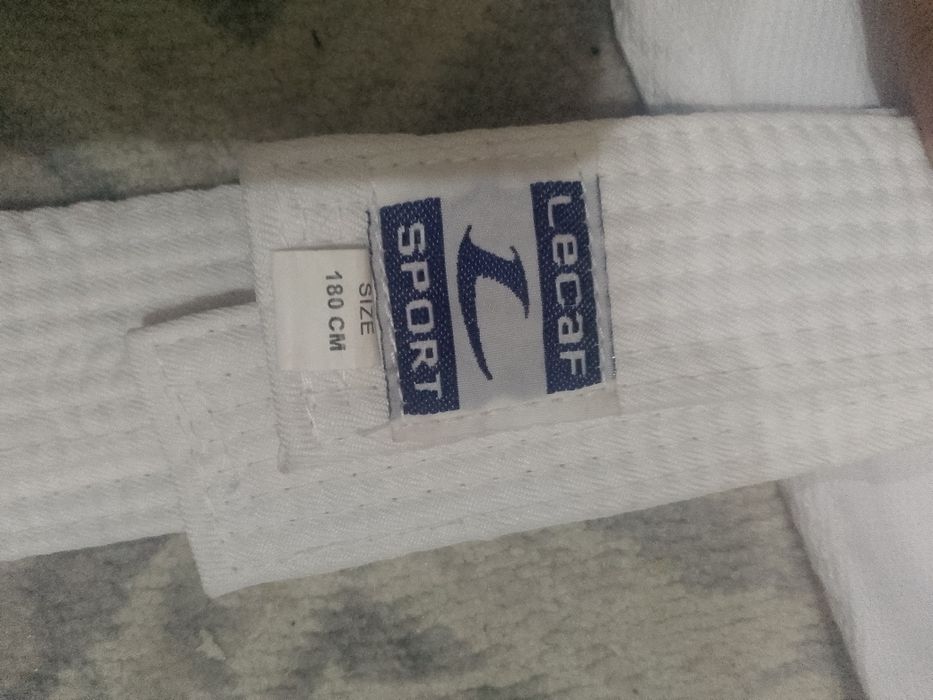 Lecaf
SPORT
SIZE
180 CM